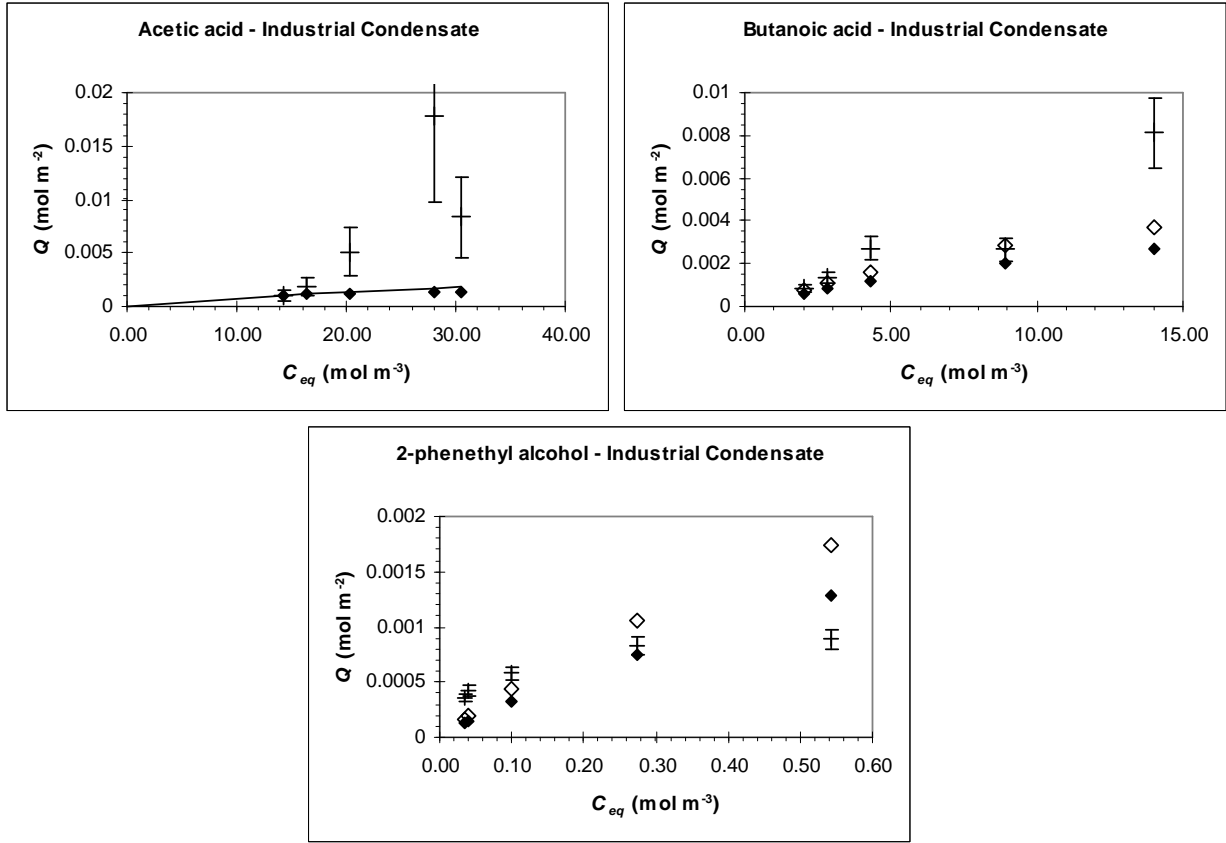 Acetic acid - Industrial Condensate
0.02
0.015
0.01
0.005
0
Q (mol m-2)
0.00 10.00 20.00 30.00 40.00
C eq (mol m-3)
Butanoic acid - Industrial Condensate
0.01
0.008
0.006
0.004
0.002
0
Q (mol m-2)
0.00 5.00 10.00 15.00
C eq (mol m-3)
2-phenethyl alcohol - Industrial Condensate
0.002
0.0015
0.001
0.0005
0
Q (mol m-2)
0.00 0.10 0.20 0.30 0.40 0.50 0.60
C eq (mol m-3)